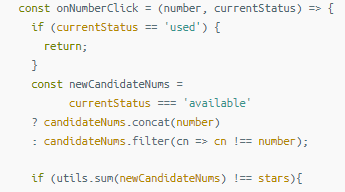 const onNumberClick = (number, currentStatus) => {
if (currentStatus == 'used') {
return;
}
const newCandidateNums =
currentStatus === 'available'
? candidateNums.concat(number)
: candidateNums.filter(cn => cn !== number);
if (utils.sum(newCandidateNums) !== stars){